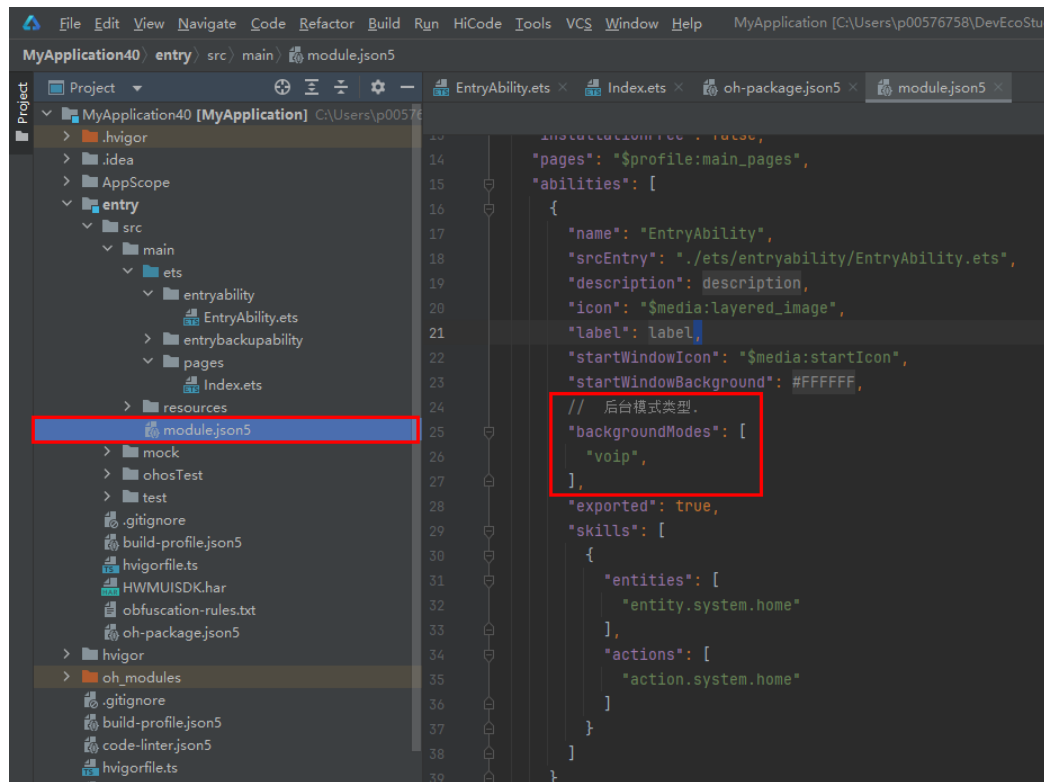 File Edit View Navigate Code Refactor Build Run HiCode Tools VCS Window Help MyApplication [C:\Users\p00576758\DevEcoStu
MyApplication40 〉 entry 〉 src 〉 main 〉 module.json5
Project
Project
EntryAbility.ets × Index.ets × oh-package.json5 × module.json5 ×
MyApplication40 [MyApplication] C:\Users\p00576
.hvigor
.idea
AppScope
entry
src
main
ets
entryability
EntryAbility.ets
entrybackupability
pages
Index.ets
resources
module.json5
mock
ohosTest
test
.gitignore
build-profile.json5
hvigorfile.ts
HWMUISDK.har
obfuscation-rules.txt
oh-package.json5
hvigor
oh_modules
.gitignore
build-profile.json5
code-linter.json5
hvigorfile.ts
13 "installationFree": false,
14 "pages": "$profile:main_pages",
15 "abilities": [
16 {
17 "name": "EntryAbility",
18 "srcEntry": "./ets/entryability/EntryAbility.ets",
19 "description": description,
20 "icon": "$media:layered_image",
21 "label": label,
22 "startWindowIcon": "$media:startIcon",
23 "startWindowBackground": #FFFFFF,
24 // 后台模式类型.
25 "backgroundModes": [
26 "voip",
27 ],
28 "exported": true,
29 "skills": [
30 {
31 "entities": [
32 "entity.system.home"
33 ],
34 "actions": [
35 "action.system.home"
36 ]
37 }
38 ]
39 }